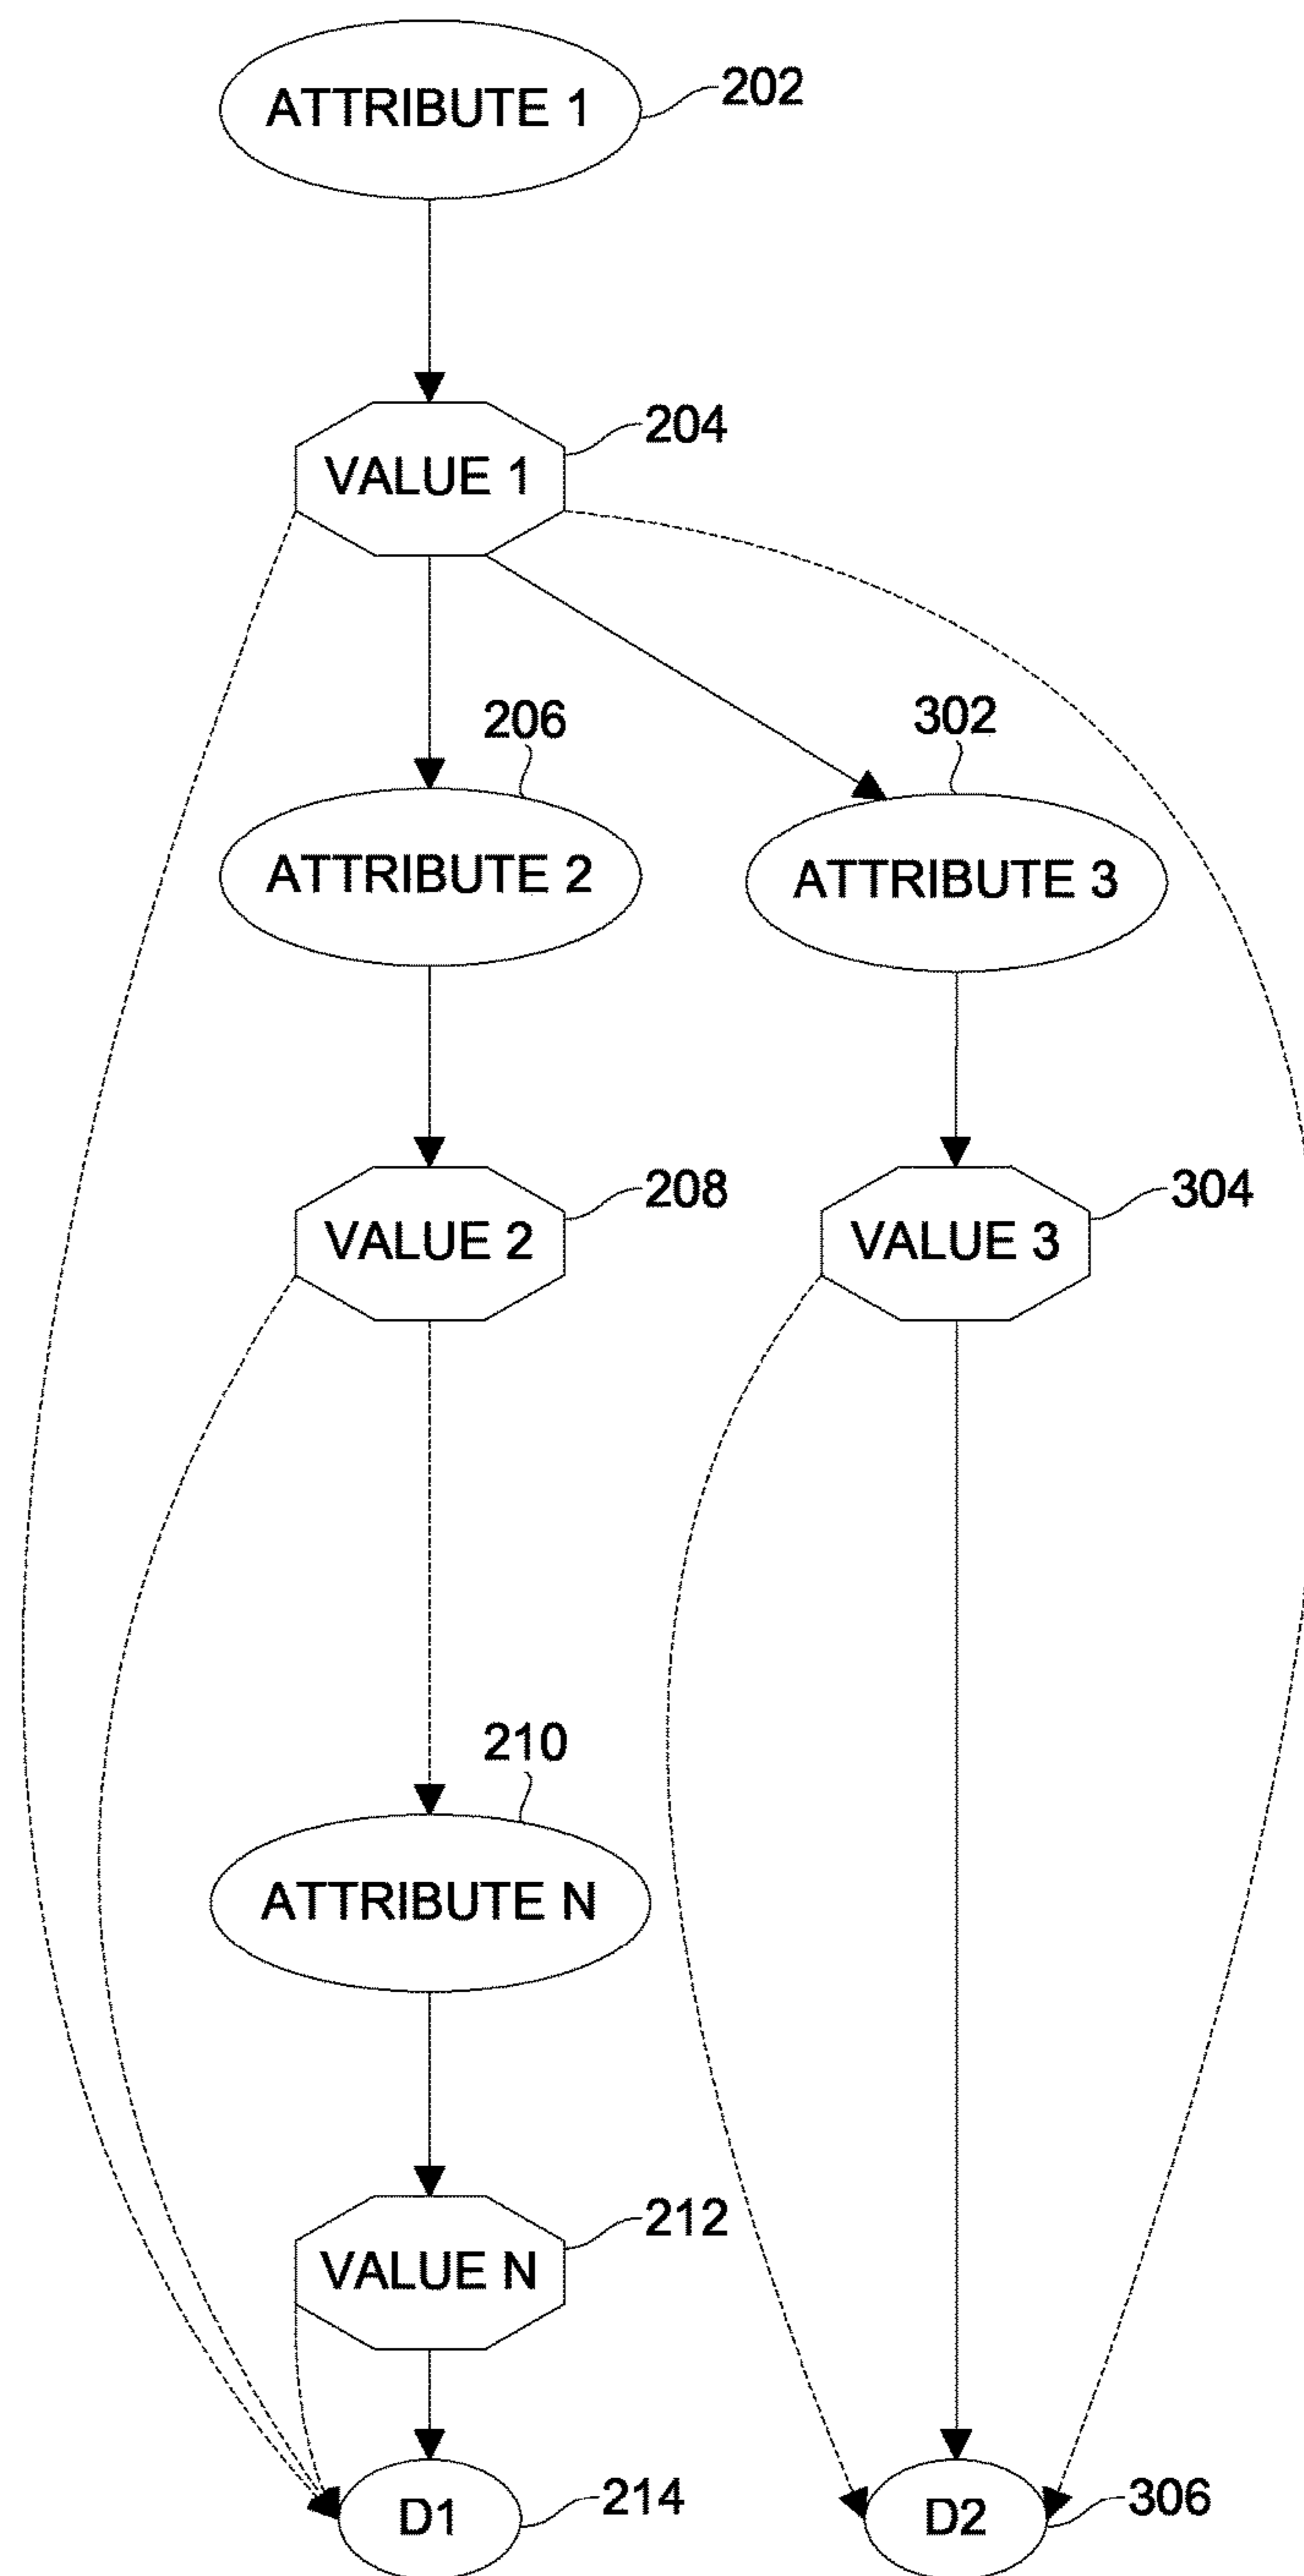 ATTRIBUTE 1
202
VALUE 1
204
206
302
ATTRIBUTE 2
ATTRIBUTE 3
VALUE 2
208
VALUE 3
304
210
ATTRIBUTE N
VALUE N
212
D1
214
D2
306